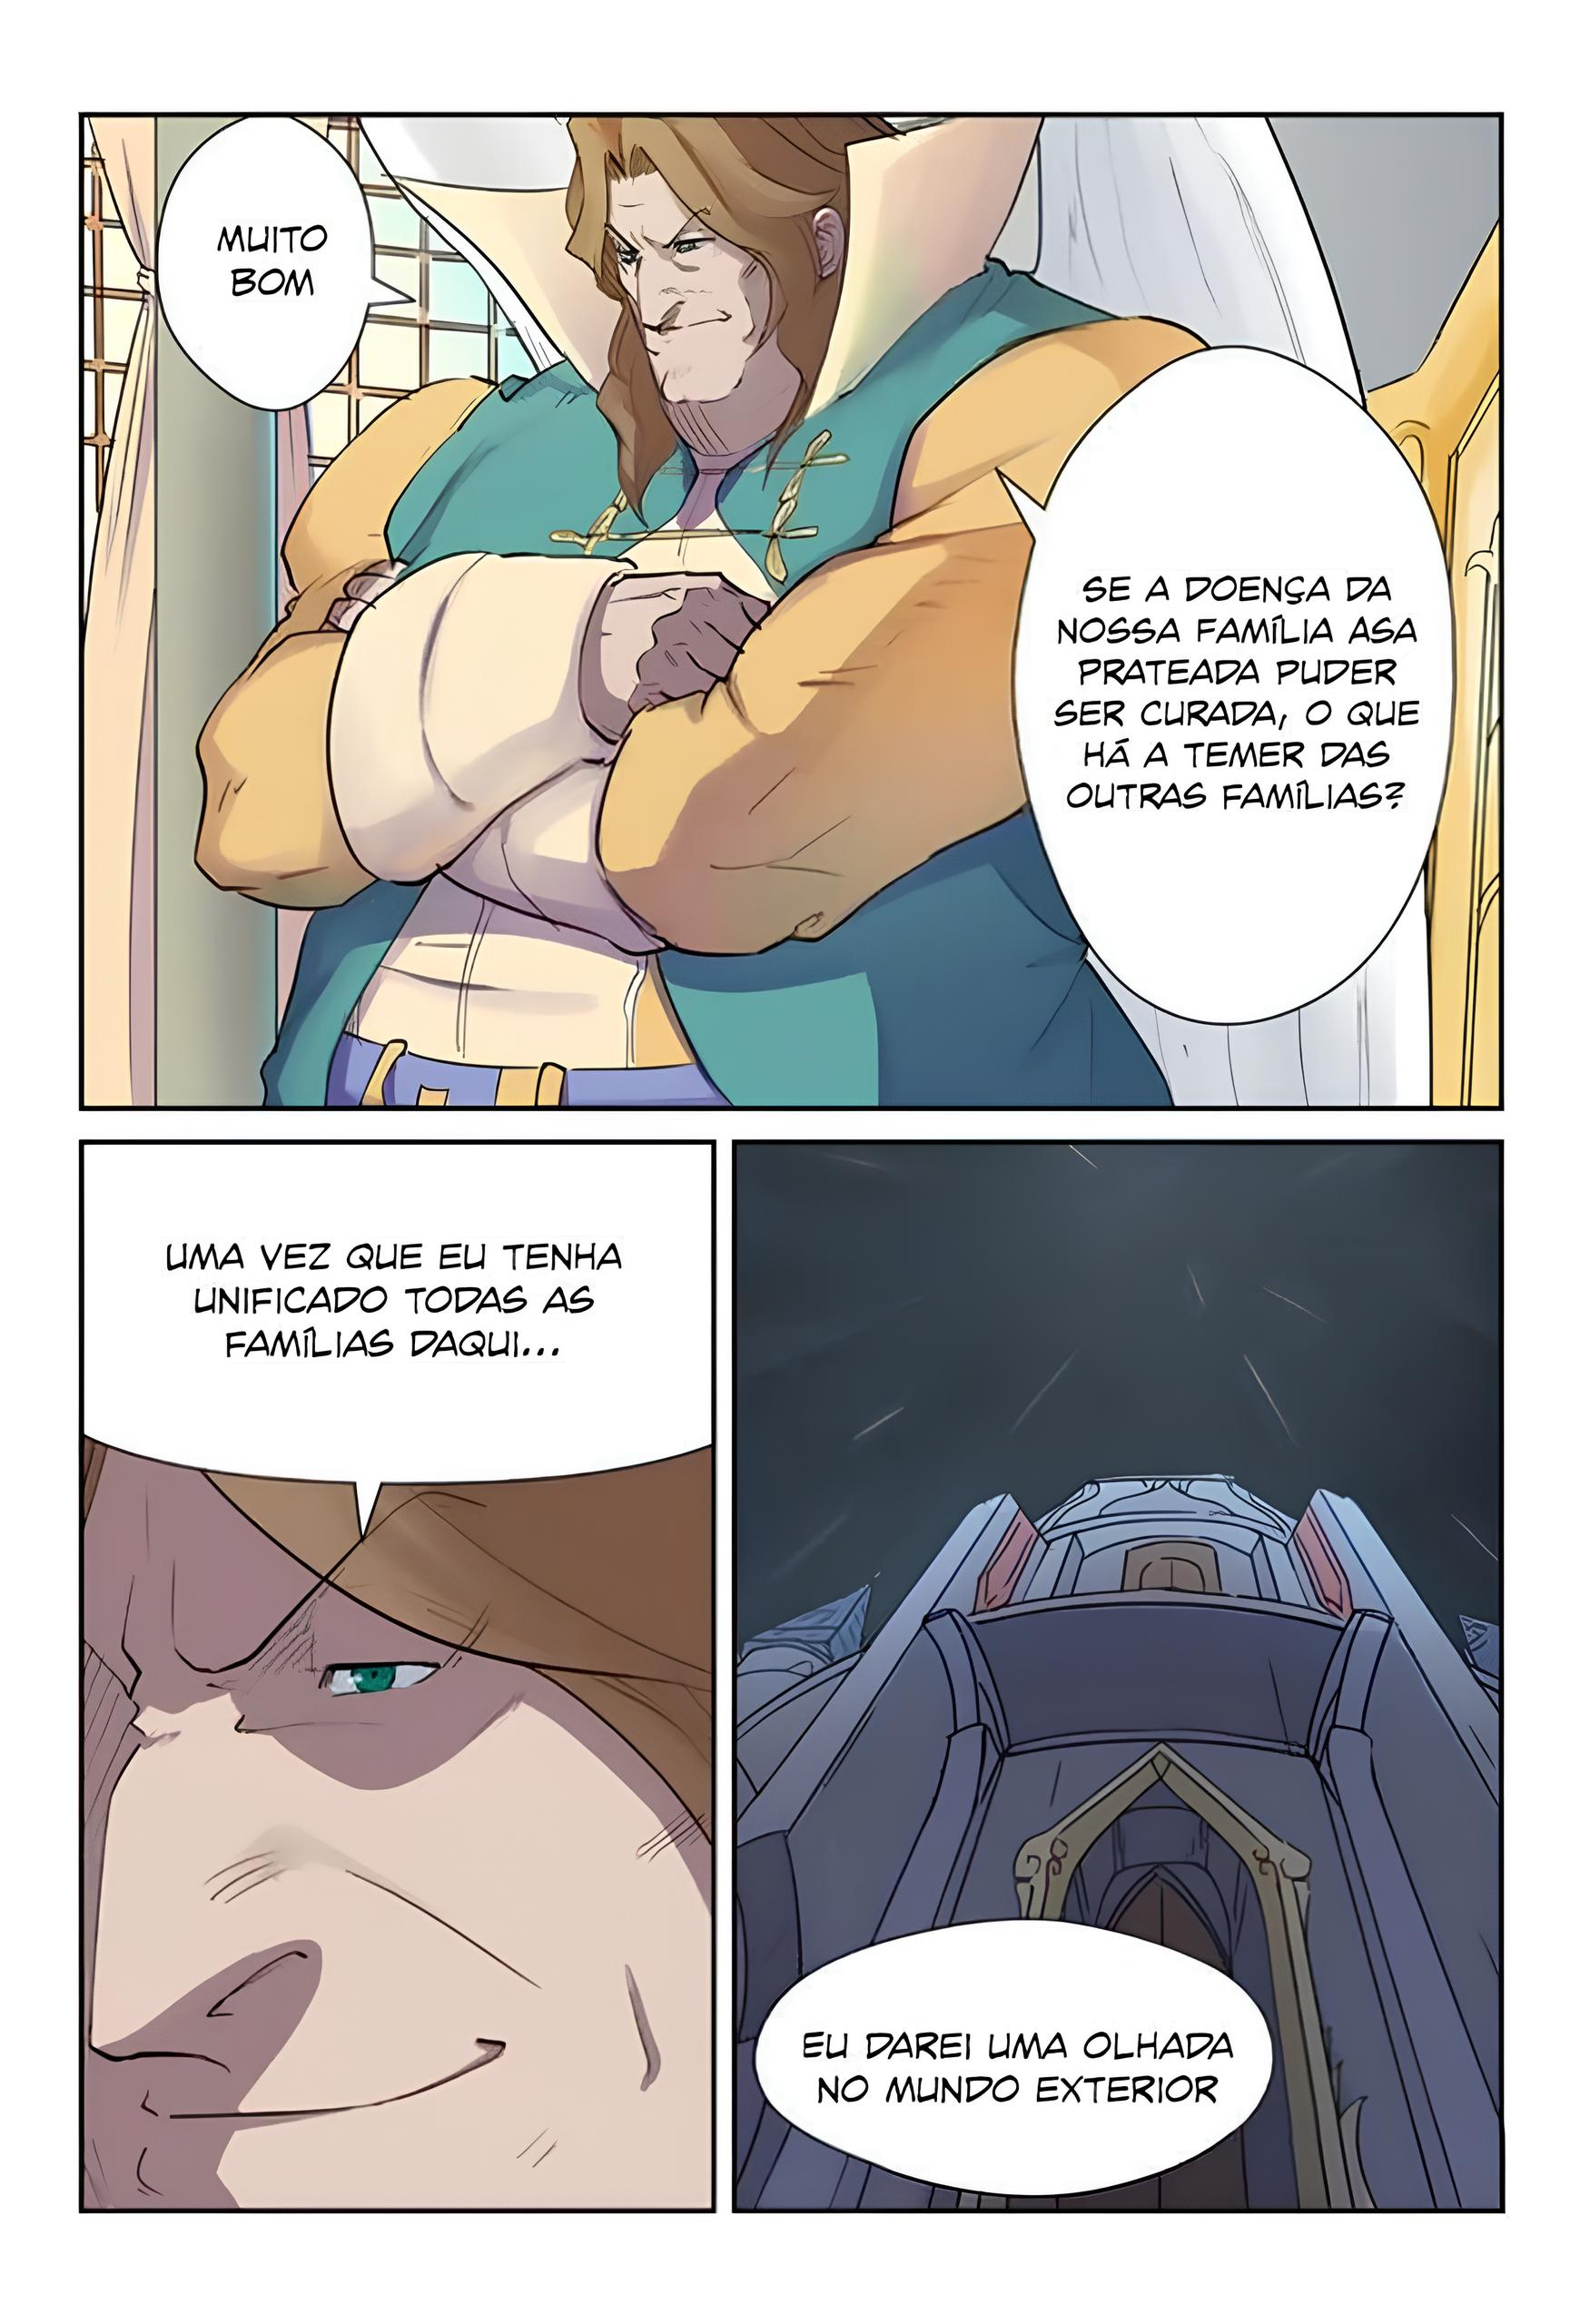 MUITO
BOM
SE A DOENÇA DA
NOSSA FAMÍLIA ASA
PRATEADA PUDER
SER CURADA, O QUE
HÁ A TEMER DAS
OUTRAS FAMÍLIAS?
UMA VEZ QUE EU TENHA
UNIFICADO TODAS AS
FAMÍLIAS DAQUI...
EU DAREI UMA OLHADA
NO MUNDO EXTERIOR